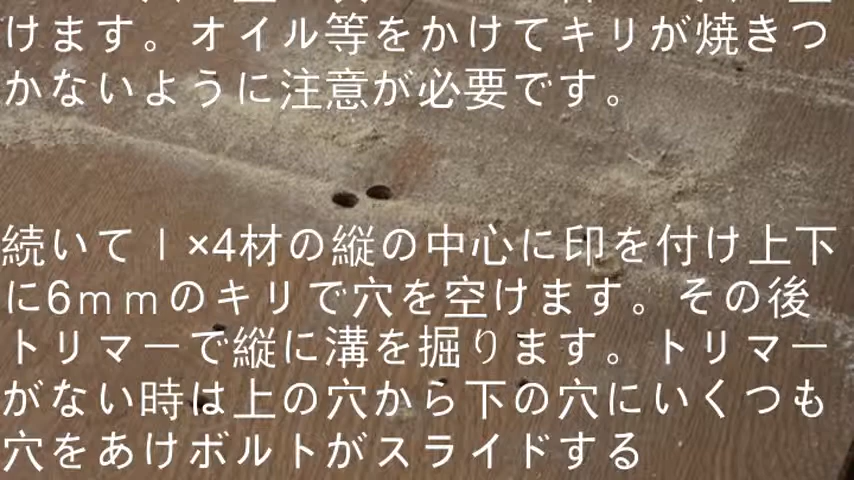 けます。オイル等をかけてキリが焼きつ
かないように注意が必要です。
続いて１×4材の縦の中心に印を付け上下
に6ｍｍのキリで穴を空けます。その後
トリマーで縦に溝を掘ります。トリマー
がない時は上の穴から下の穴にいくつも
穴をあけボルトがスライドする